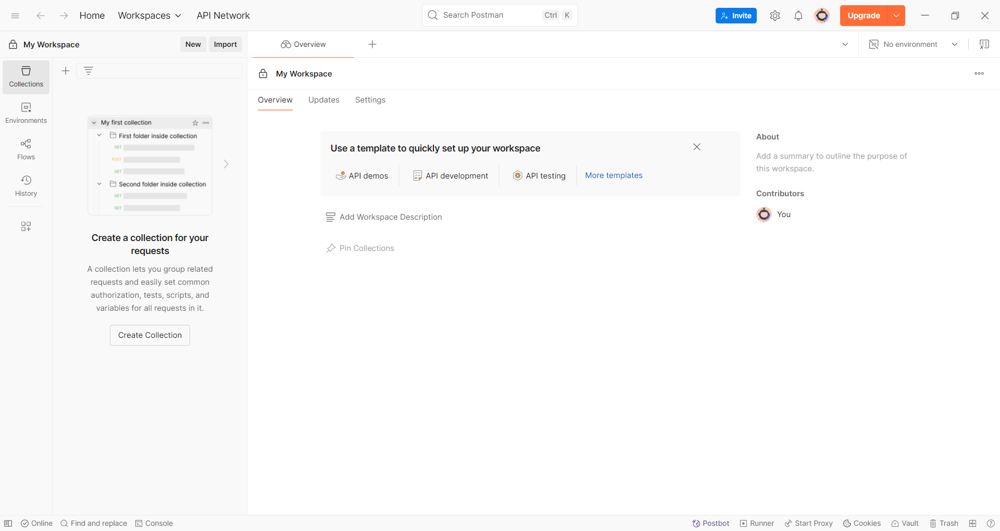 Home
Workspaces
API Network
Search Postman
Ctrl
K
Invite
Upgrade
My Workspace
New
Import
Overview
No environment
Collections
Environments
Flows
History
My first collection
First folder inside collection
GET
POST
GET
Second folder inside collection
GET
GET
Create a collection for your
requests
A collection lets you group related
requests and easily set common
authorization, tests, scripts, and
variables for all requests in it.
Create Collection
My Workspace
Overview
Updates
Settings
Use a template to quickly set up your workspace
API demos
API development
API testing
More templates
Add Workspace Description
Pin Collections
About
Add a summary to outline the purpose of
this workspace.
Contributors
You
Online
Find and replace
Console
Postbot
Runner
Start Proxy
Cookies
Vault
Trash